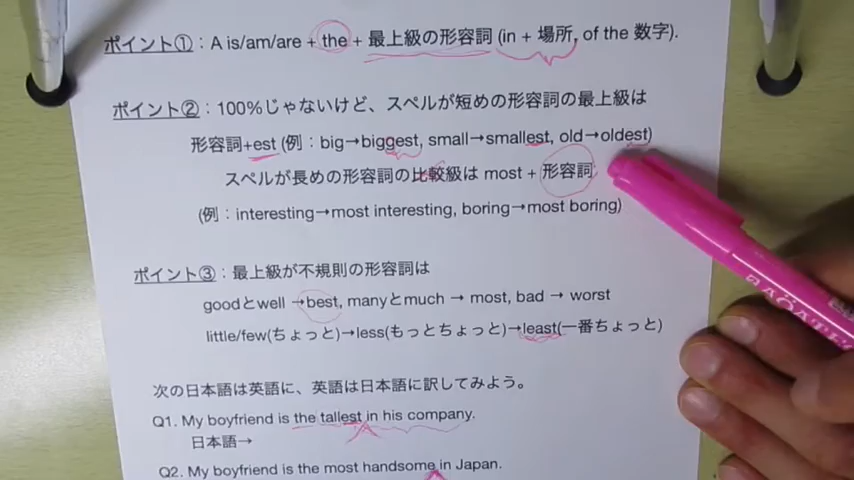 ポイント①：A is/am/are + the + 最上級の形容詞 (in + 場所, of the 数字).
ポイント②：100%じゃないけど、スペルが短めの形容詞の最上級は
形容詞+est (例：big→biggest, small→smallest, old→oldest)
スペルが長めの形容詞の比較級は most + 形容詞
(例：interesting→most interesting, boring→most boring)
ポイント③：最上級が不規則の形容詞は
goodとwell →best, manyとmuch → most, bad → worst
little/few(ちょっと)→less(もっとちょっと)→least(一番ちょっと)
次の日本語は英語に、英語は日本語に訳してみよう。
Q1. My boyfriend is the tallest in his company.
日本語→
Q2. My boyfriend is the most handsome in Japan.